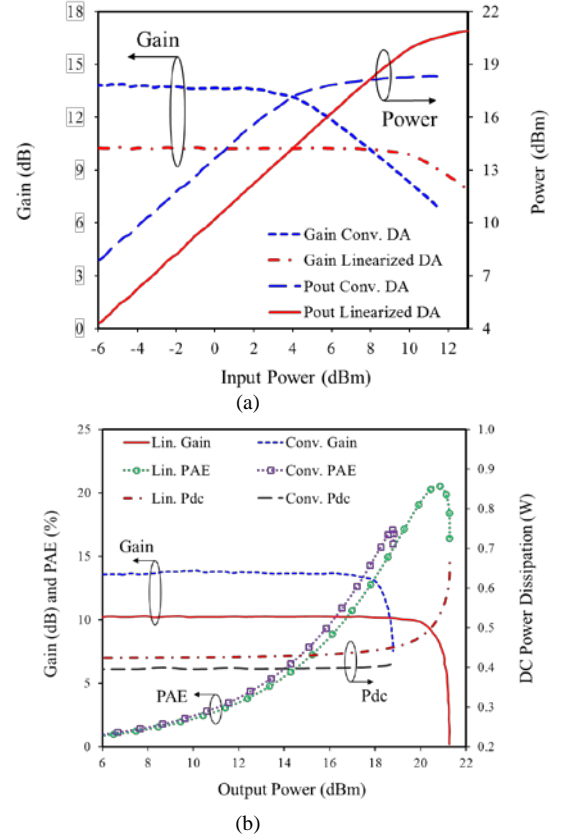 18
15
12
9
6
3
0
Gain (dB)
22
19
16
13
10
7
4
Power (dBm)
Gain
Power
Gain Conv. DA
Gain Linearized DA
Pout Conv. DA
Pout Linearized DA
-6 -4 -2 0 2 4 6 8 10 12
Input Power (dBm)
(a)
25
20
15
10
5
0
Gain (dB) and PAE (%)
1.0
0.9
0.8
0.7
0.6
0.5
0.4
0.3
0.2
DC Power Dissipation (W)
Lin. Gain Conv. Gain
Lin. PAE Conv. PAE
Lin. Pdc Conv. Pdc
Gain
PAE
Pdc
6 8 10 12 14 16 18 20 22
Output Power (dBm)
(b)